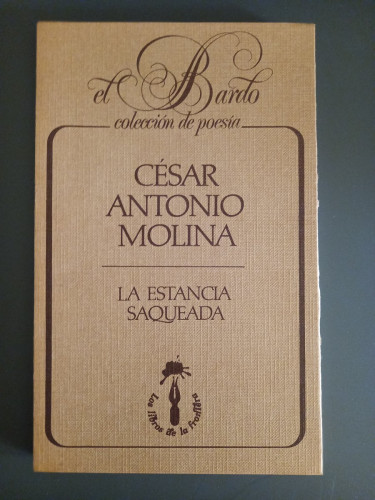 el Bardo
colección de poesía
CÉSAR
ANTONIO
MOLINA
LA ESTANCIA
SAQUEADA
Los libros de la frontera